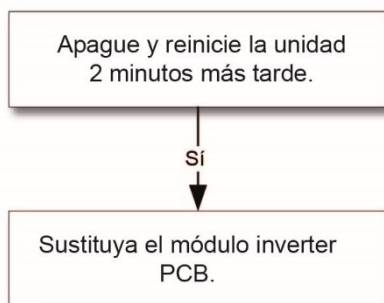 Apague y reinicie la unidad
2 minutos más tarde.
Sí
Sustituya el módulo inverter
PCB.